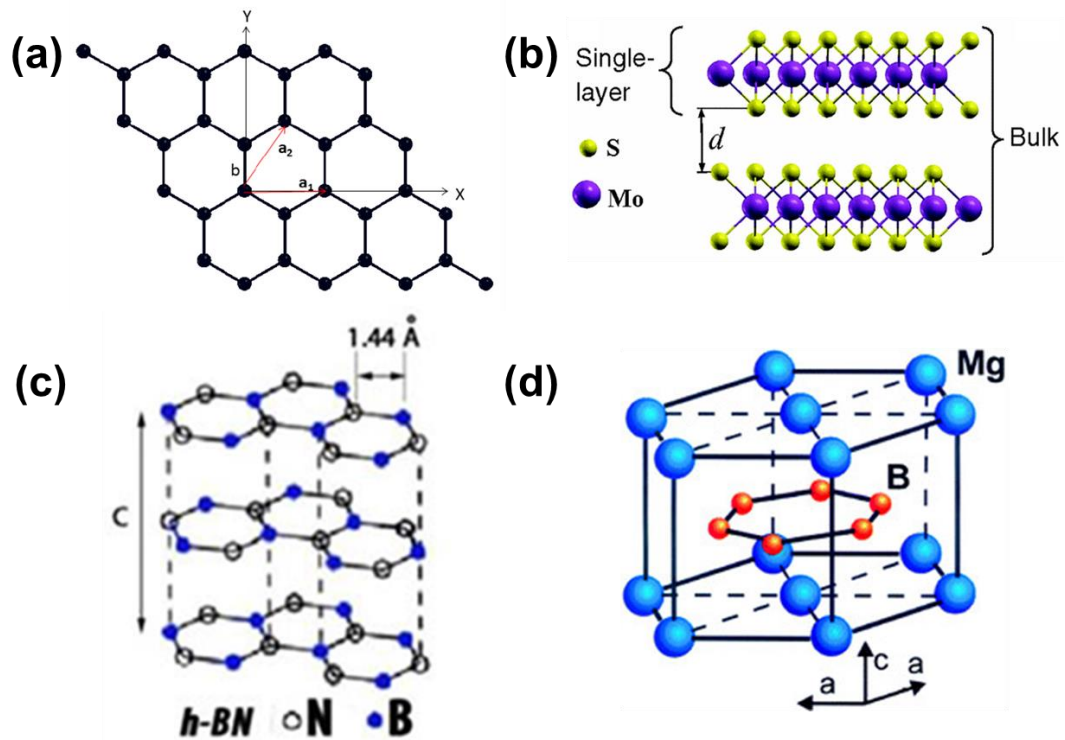 (a)
Y
a₂
b
a₁
X
(b)
Single-
layer
d
S
Mo
Bulk
(c)
1.44 Å
C
h-BN N B
(d)
Mg
B
c
a
a